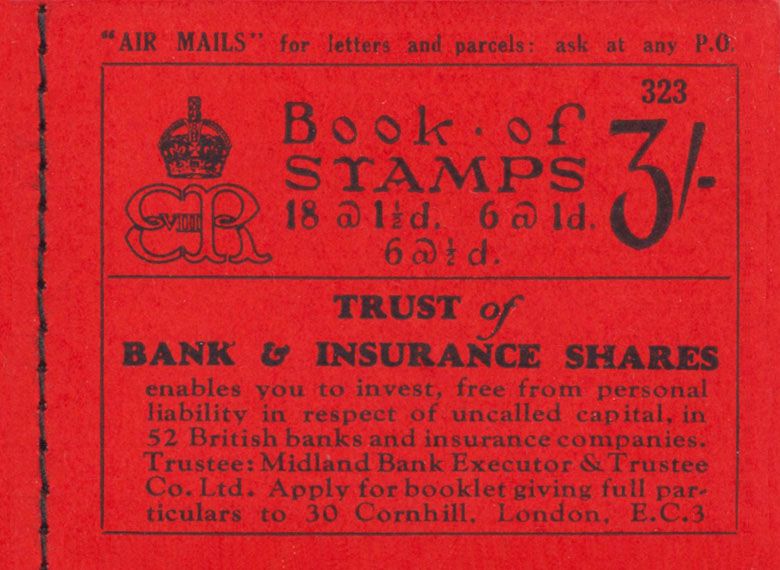 "AIR MAILS" for letters and parcels: ask at any P.O.
323
Book · of
STAMPS
3/-
18 @ 1½d. 6 @ 1d.
6 @ ½d.
EVIIIR
TRUST of
BANK & INSURANCE SHARES
enables you to invest, free from personal
liability in respect of uncalled capital, in
52 British banks and insurance companies.
Trustee: Midland Bank Executor & Trustee
Co. Ltd. Apply for booklet giving full par-
ticulars to 30 Cornhill, London, E.C.3